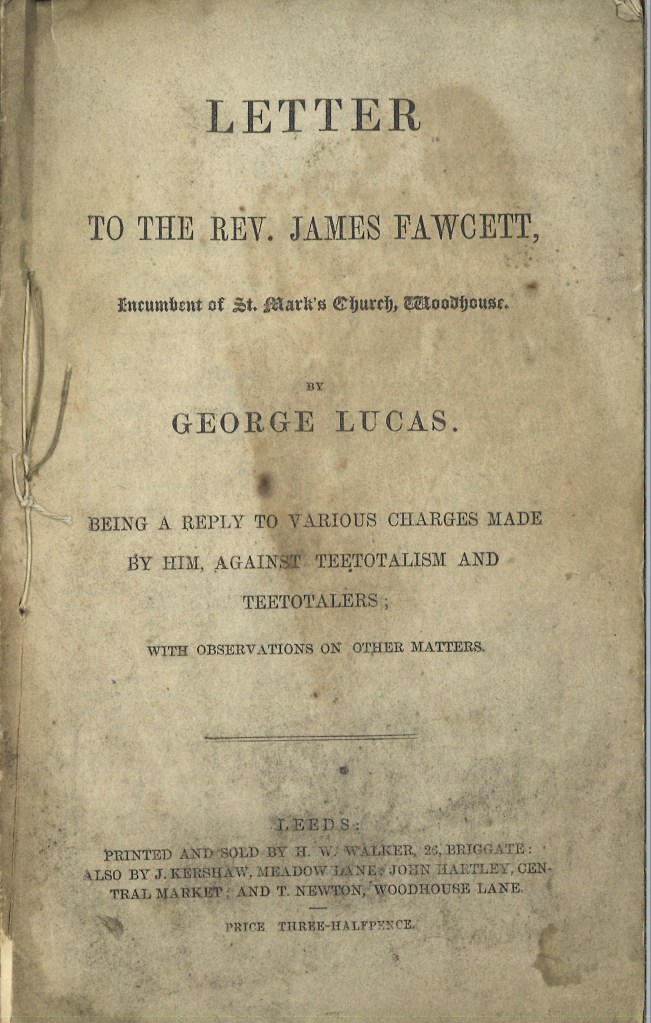 LETTER
TO THE REV. JAMES FAWCETT,
Incumbent of St. Mark's Church, Woodhouse.
BY
GEORGE LUCAS.
BEING A REPLY TO VARIOUS CHARGES MADE
BY HIM, AGAINST TEETOTALISM AND
TEETOTALERS;
WITH OBSERVATIONS ON OTHER MATTERS.
LEEDS:
PRINTED AND SOLD BY H. W. WALKER, 26, BRIGGATE:
ALSO BY J. KERSHAW, MEADOW LANE; JOHN HARTLEY, CEN-
TRAL MARKET; AND T. NEWTON, WOODHOUSE LANE.
PRICE THREE-HALFPENCE.